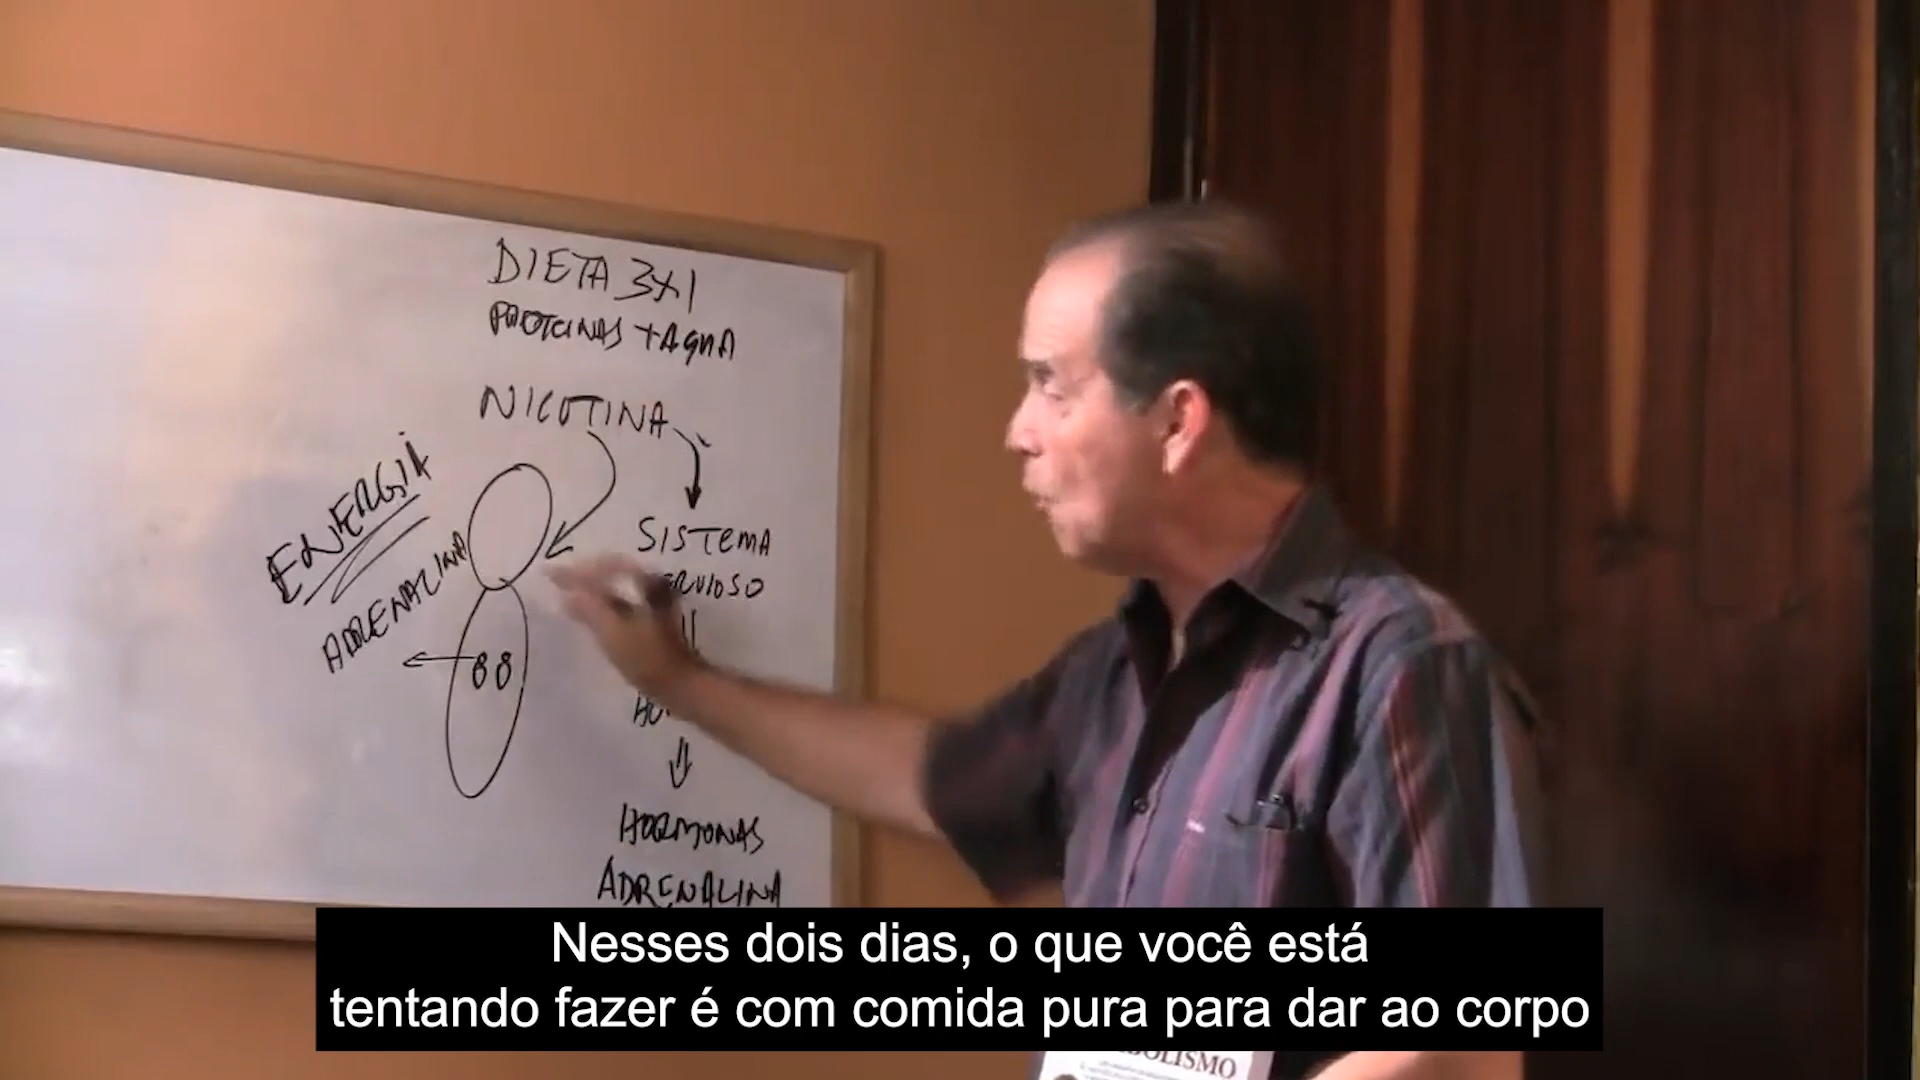 DIETA 3X1
PROTEINAS + AGUA
NICOTINA
ENERGIA
ADRENALINA
SISTEMA
88
HORMONAS
ADRENALINA
Nesses dois dias, o que você está
tentando fazer é com comida pura para dar ao corpo